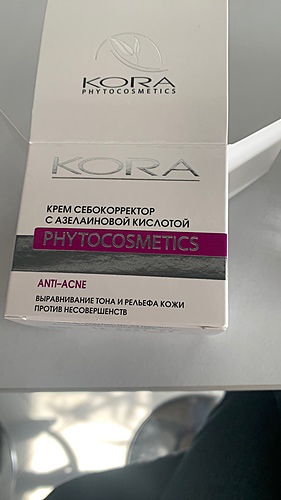 KORA
PHYTOCOSMETICS
KORA
КРЕМ СЕБОКОРРЕКТОР
С АЗЕЛАИНОВОЙ КИСЛОТОЙ
PHYTOCOSMETICS
ANTI-ACNE
ВЫРАВНИВАНИЕ ТОНА И РЕЛЬЕФА КОЖИ
ПРОТИВ НЕСОВЕРШЕНСТВ